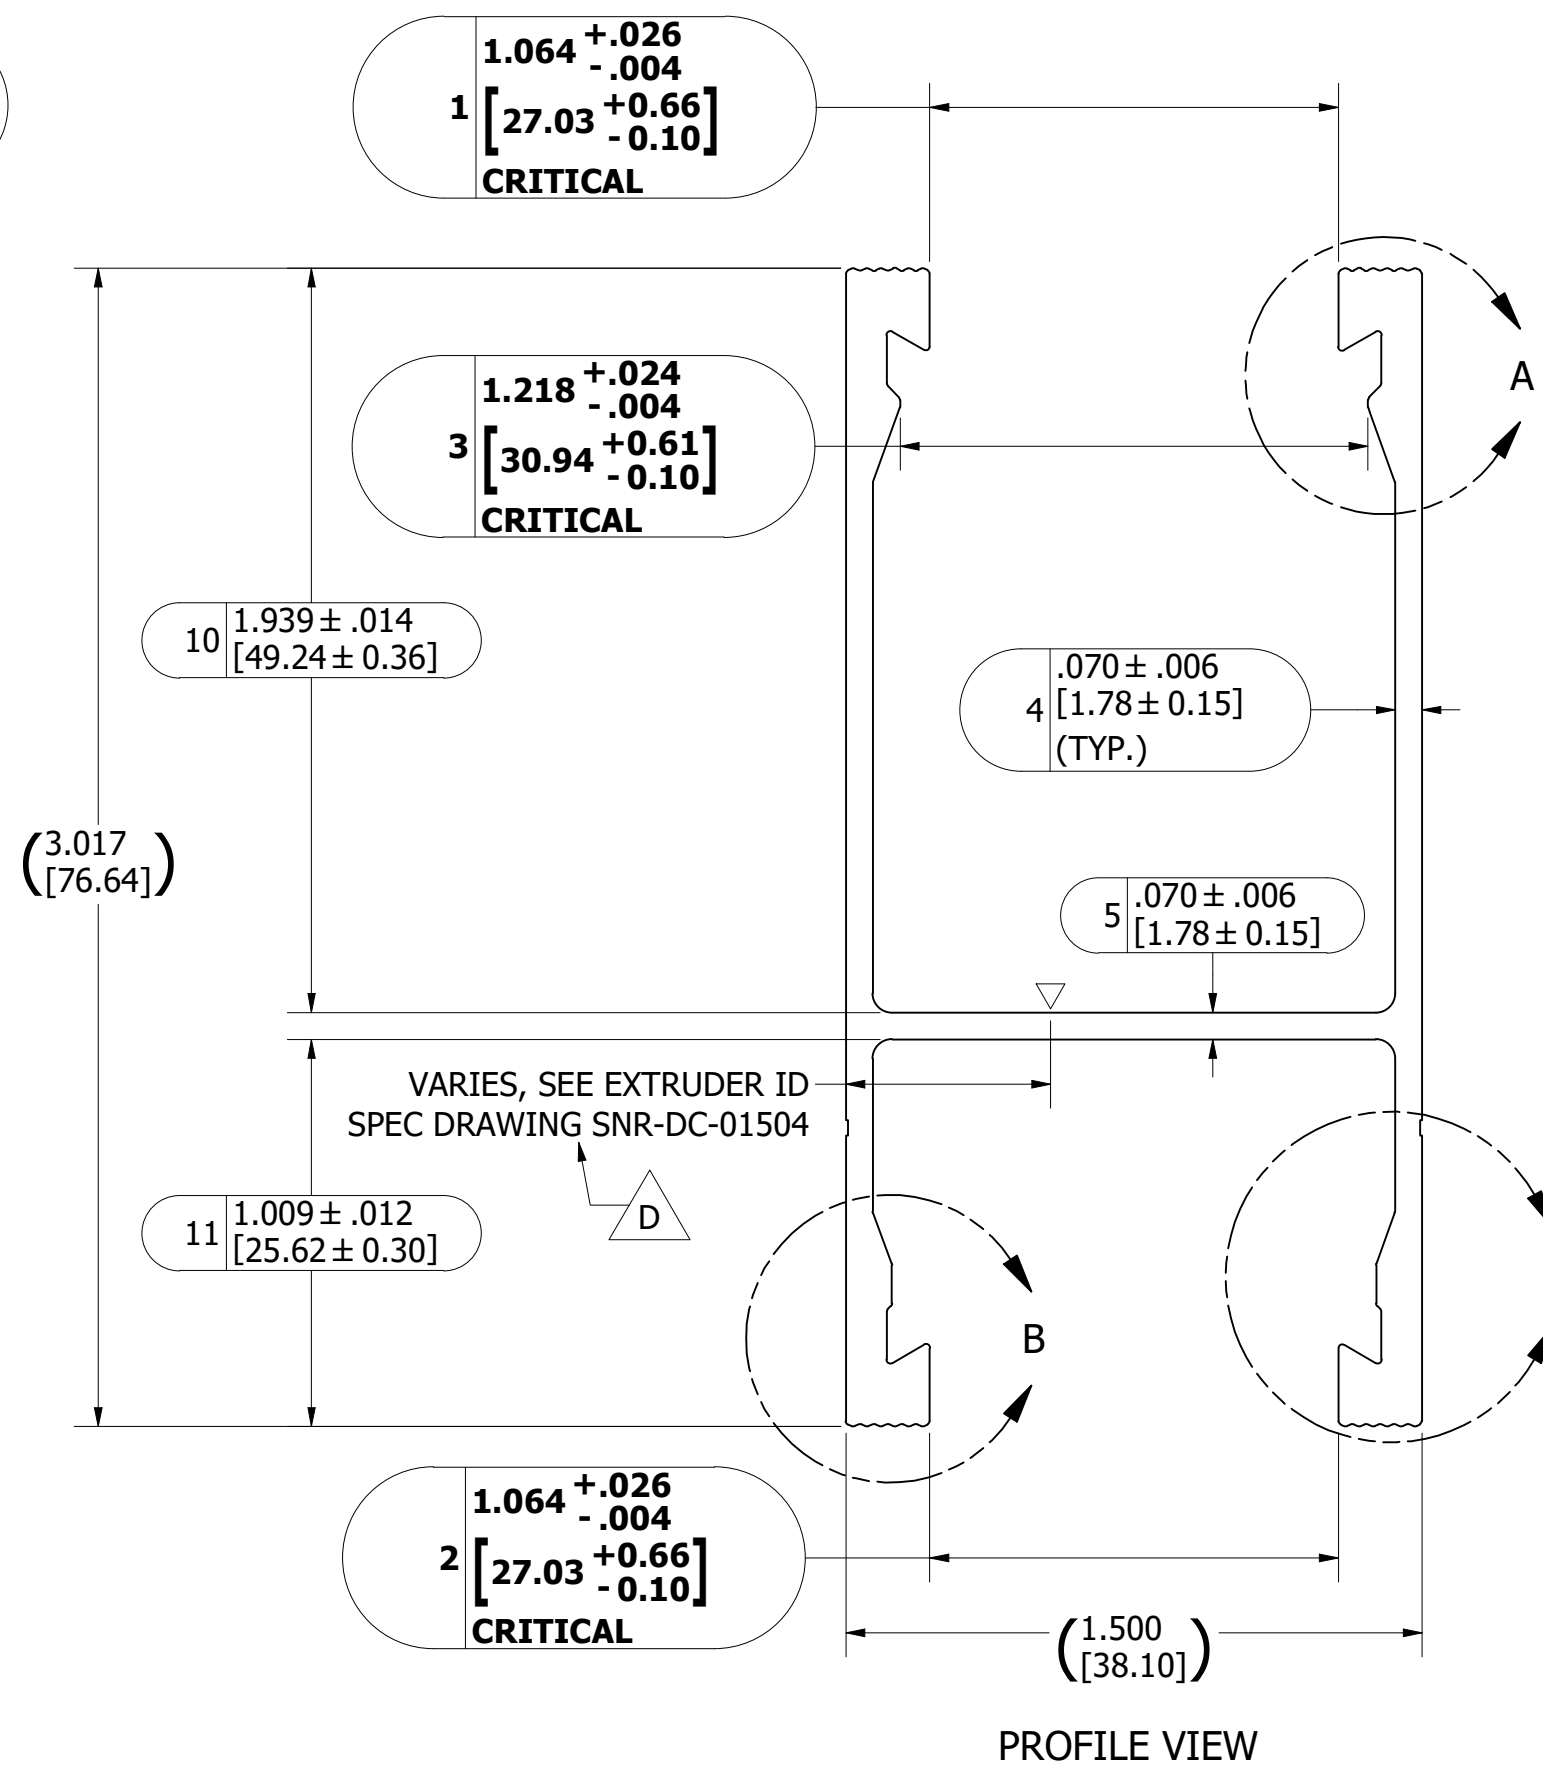 1.064 +.026
- .004
1 [27.03 +0.66
- 0.10]
CRITICAL
A
1.218 +.024
- .004
3 [30.94 +0.61
- 0.10]
CRITICAL
10 1.939 ± .014
[49.24 ± 0.36]
.070 ± .006
4 [1.78 ± 0.15]
(TYP.)
(3.017
[76.64])
5 .070 ± .006
[1.78 ± 0.15]
VARIES, SEE EXTRUDER ID
SPEC DRAWING SNR-DC-01504
D
11 1.009 ± .012
[25.62 ± 0.30]
B
1.064 +.026
- .004
2 [27.03 +0.66
- 0.10]
CRITICAL
(1.500
[38.10])
PROFILE VIEW